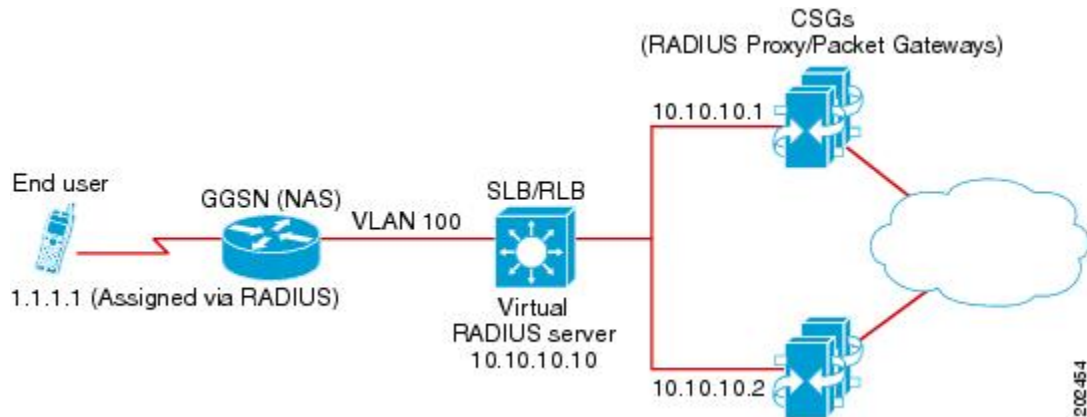 CSGs
(RADIUS Proxy/Packet Gateways)
10.10.10.1
End user
GGSN (NAS)
VLAN 100
SLB/RLB
1.1.1.1 (Assigned via RADIUS)
Virtual
RADIUS server
10.10.10.10
10.10.10.2
202454